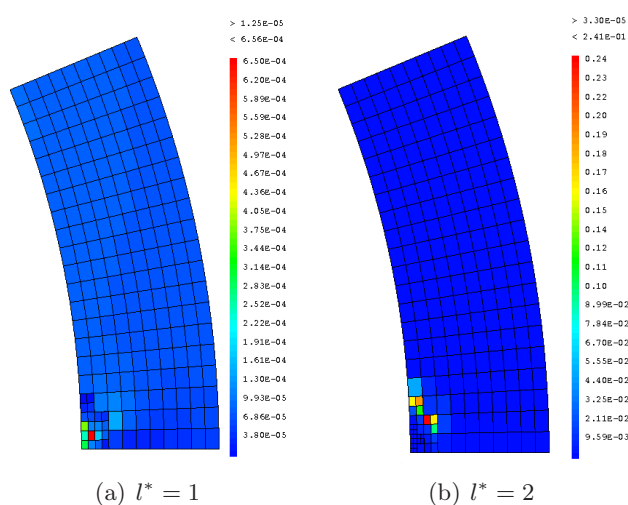 > 1.25E-05
< 6.56E-04
6.50E-04
6.20E-04
5.89E-04
5.59E-04
5.28E-04
4.97E-04
4.67E-04
4.36E-04
4.05E-04
3.75E-04
3.44E-04
3.14E-04
2.83E-04
2.52E-04
2.22E-04
1.91E-04
1.61E-04
1.30E-04
9.93E-05
6.86E-05
3.80E-05
> 3.30E-05
< 2.41E-01
0.24
0.23
0.22
0.20
0.19
0.18
0.17
0.16
0.15
0.13
0.12
0.11
0.10
8.99E-02
7.84E-02
6.70E-02
5.55E-02
4.40E-02
3.25E-02
2.11E-02
9.59E-03
(a) l* = 1
(b) l* = 2